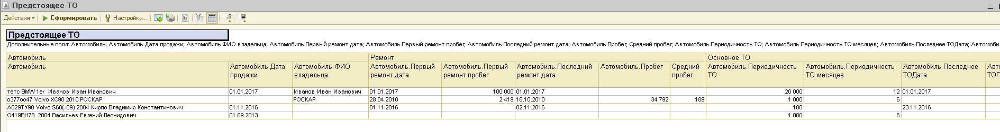 Предстоящее ТО
Действия Сформировать Настройки...
Предстоящее ТО
Дополнительные поля: Автомобиль; Автомобиль.Дата продажи; Автомобиль.ФИО владельца; Автомобиль.Первый ремонт дата; Автомобиль.Первый ремонт пробег; Автомобиль.Последний ремонт дата; Автомобиль.Пробег; Средний пробег; Автомобиль.Периодичность ТО; Автомобиль.Периодичность ТО месяцев; Автомобиль.Последнее ТОДата; Автомоби
Автомобиль Ремонт Основное ТО
Автомобиль Автомобиль.Дата продажи Автомобиль.ФИО владельца Автомобиль.Первый ремонт дата Автомобиль.Первый ремонт пробег Автомобиль.Последний ремонт дата Автомобиль.Пробег Средний пробег Автомобиль.Периодичность ТО Автомобиль.Периодичность ТО месяцев Автомобиль.Последнее ТОДата
тетс BMW 1er Иванов Иван Иванович 01.01.2017 Иванов Иван Иванович 01.01.2017 100 000 01.01.2017 20 000 12 01.01.2017
о377оо47 Volvo XC90 2010 РОСКАР РОСКАР 28.04.2010 2 419 16.10.2010 34 792 189 1 000 6
А029ТУ98 Volvo S60(-09) 2004 Кирпо Владимир Константинович 01.11.2016 01.11.2016 02.11.2016 100 23.11.2016
О419ВН78 2004 Васильев Евгений Леонидович 01.09.2013 1 000 6